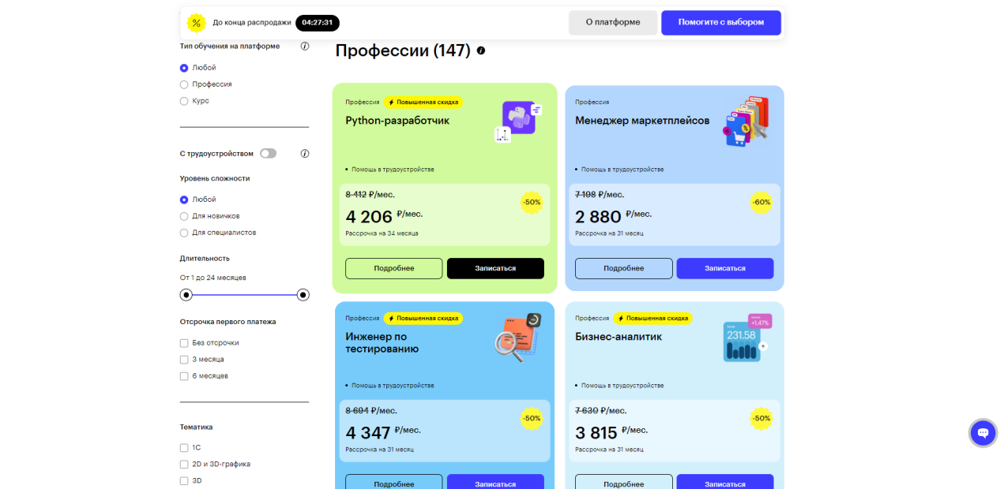 До конца распродажи 04:27:31
О платформе
Помогите с выбором
Тип обучения на платформе
Любой
Профессия
Курс
С трудоустройством
Уровень сложности
Любой
Для новичков
Для специалистов
Длительность
От 1 до 24 месяцев
Отсрочка первого платежа
Без отсрочки
3 месяца
6 месяцев
Тематика
1С
2D и 3D-графика
3D
Профессии (147)
Профессия Повышенная скидка
Python-разработчик
Помощь в трудоустройстве
8 412 ₽/мес.
-50%
4 206 ₽/мес.
Рассрочка на 34 месяца
Подробнее
Записаться
Профессия
Менеджер маркетплейсов
Помощь в трудоустройстве
7 198 ₽/мес.
-60%
2 880 ₽/мес.
Рассрочка на 31 месяц
Подробнее
Записаться
Профессия Повышенная скидка
Инженер по
тестированию
Помощь в трудоустройстве
8 694 ₽/мес.
-50%
4 347 ₽/мес.
Рассрочка на 31 месяц
Подробнее
Записаться
Профессия Повышенная скидка
Бизнес-аналитик
+1.47%
231.58
Помощь в трудоустройстве
7 630 ₽/мес.
-50%
3 815 ₽/мес.
Рассрочка на 31 месяц
Подробнее
Записаться